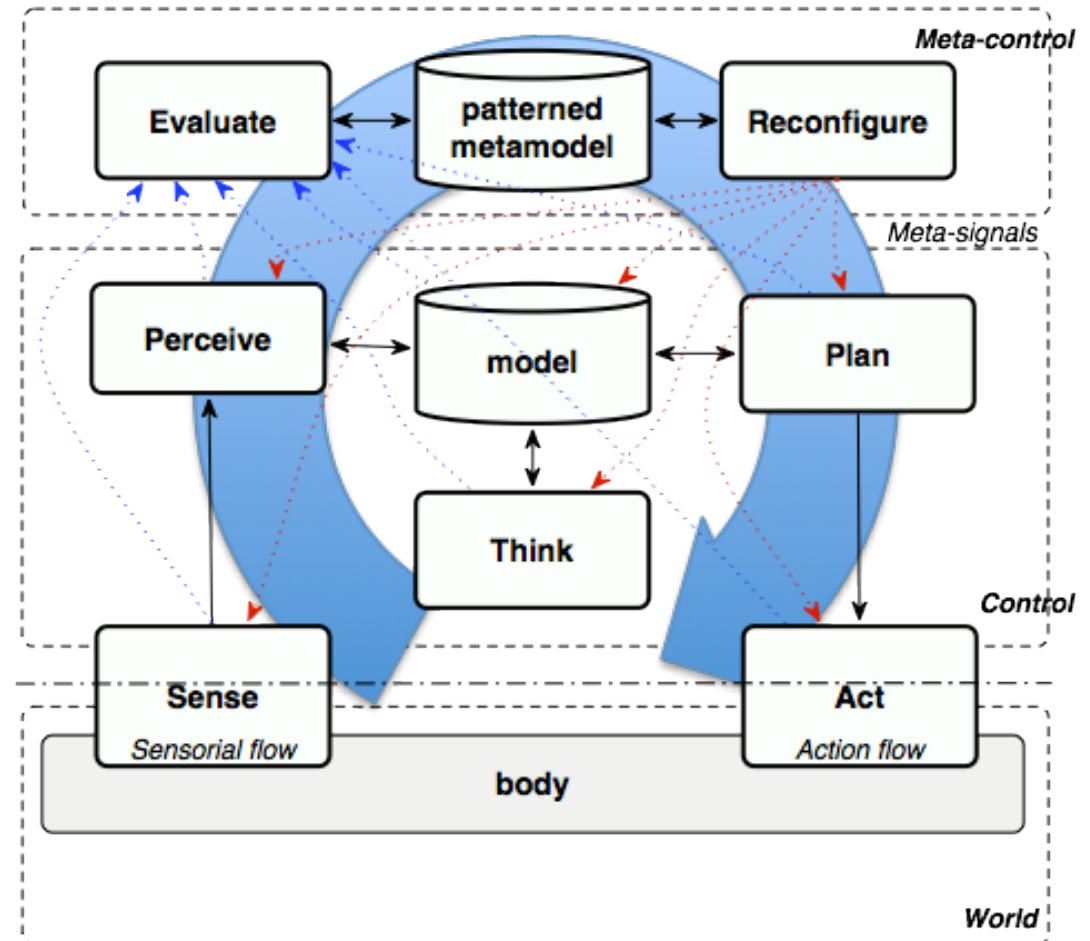 Meta-control
Evaluate
patterned
metamodel
Reconfigure
Meta-signals
Perceive
model
Plan
Think
Control
Sense
Sensorial flow
Act
Action flow
body
World